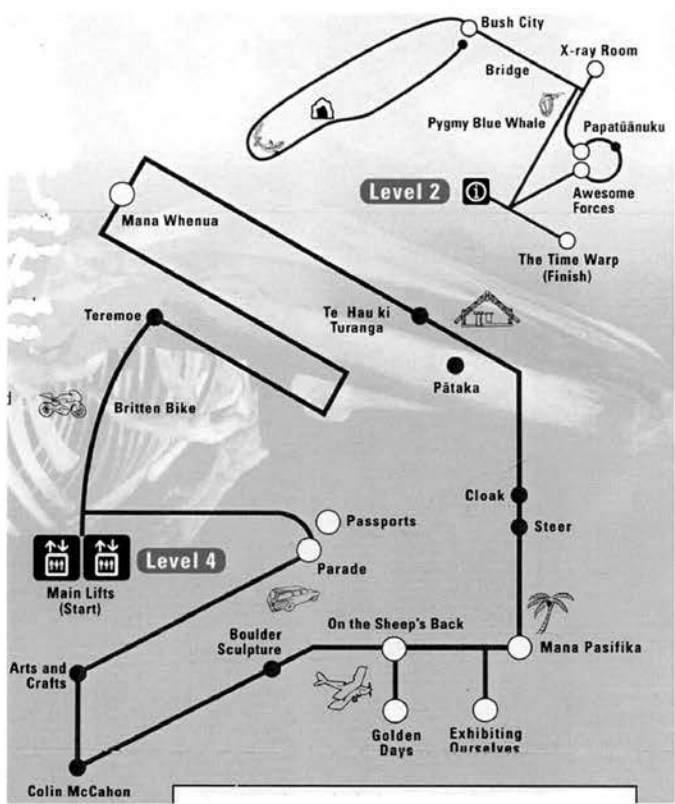 Bush City
X-ray Room
Bridge
Pygmy Blue Whale
Papatūānuku
Level 2
i
Awesome
Forces
Mana Whenua
The Time Warp
(Finish)
Teremoe
Te Hau ki
Turanga
Pātaka
Britten Bike
Cloak
Passports
Steer
Level 4
Parade
Main Lifts
(Start)
On the Sheep's Back
Boulder
Sculpture
Mana Pasifika
Arts and
Crafts
Golden
Days
Exhibiting
Ourselves
Colin McCahon